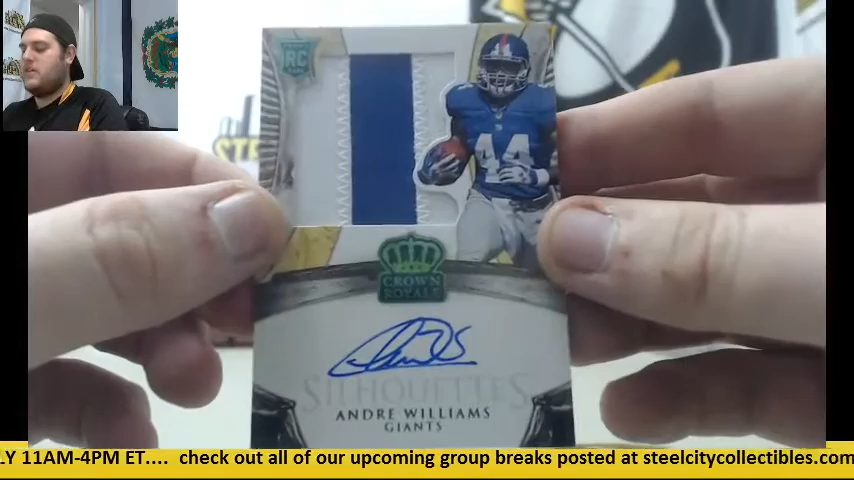 RC
44
CROWN
ROYALE
SILHOUETTES
ANDRE WILLIAMS
GIANTS
LY 11AM-4PM ET.... check out all of our upcoming group breaks posted at steelcitycollectibles.com